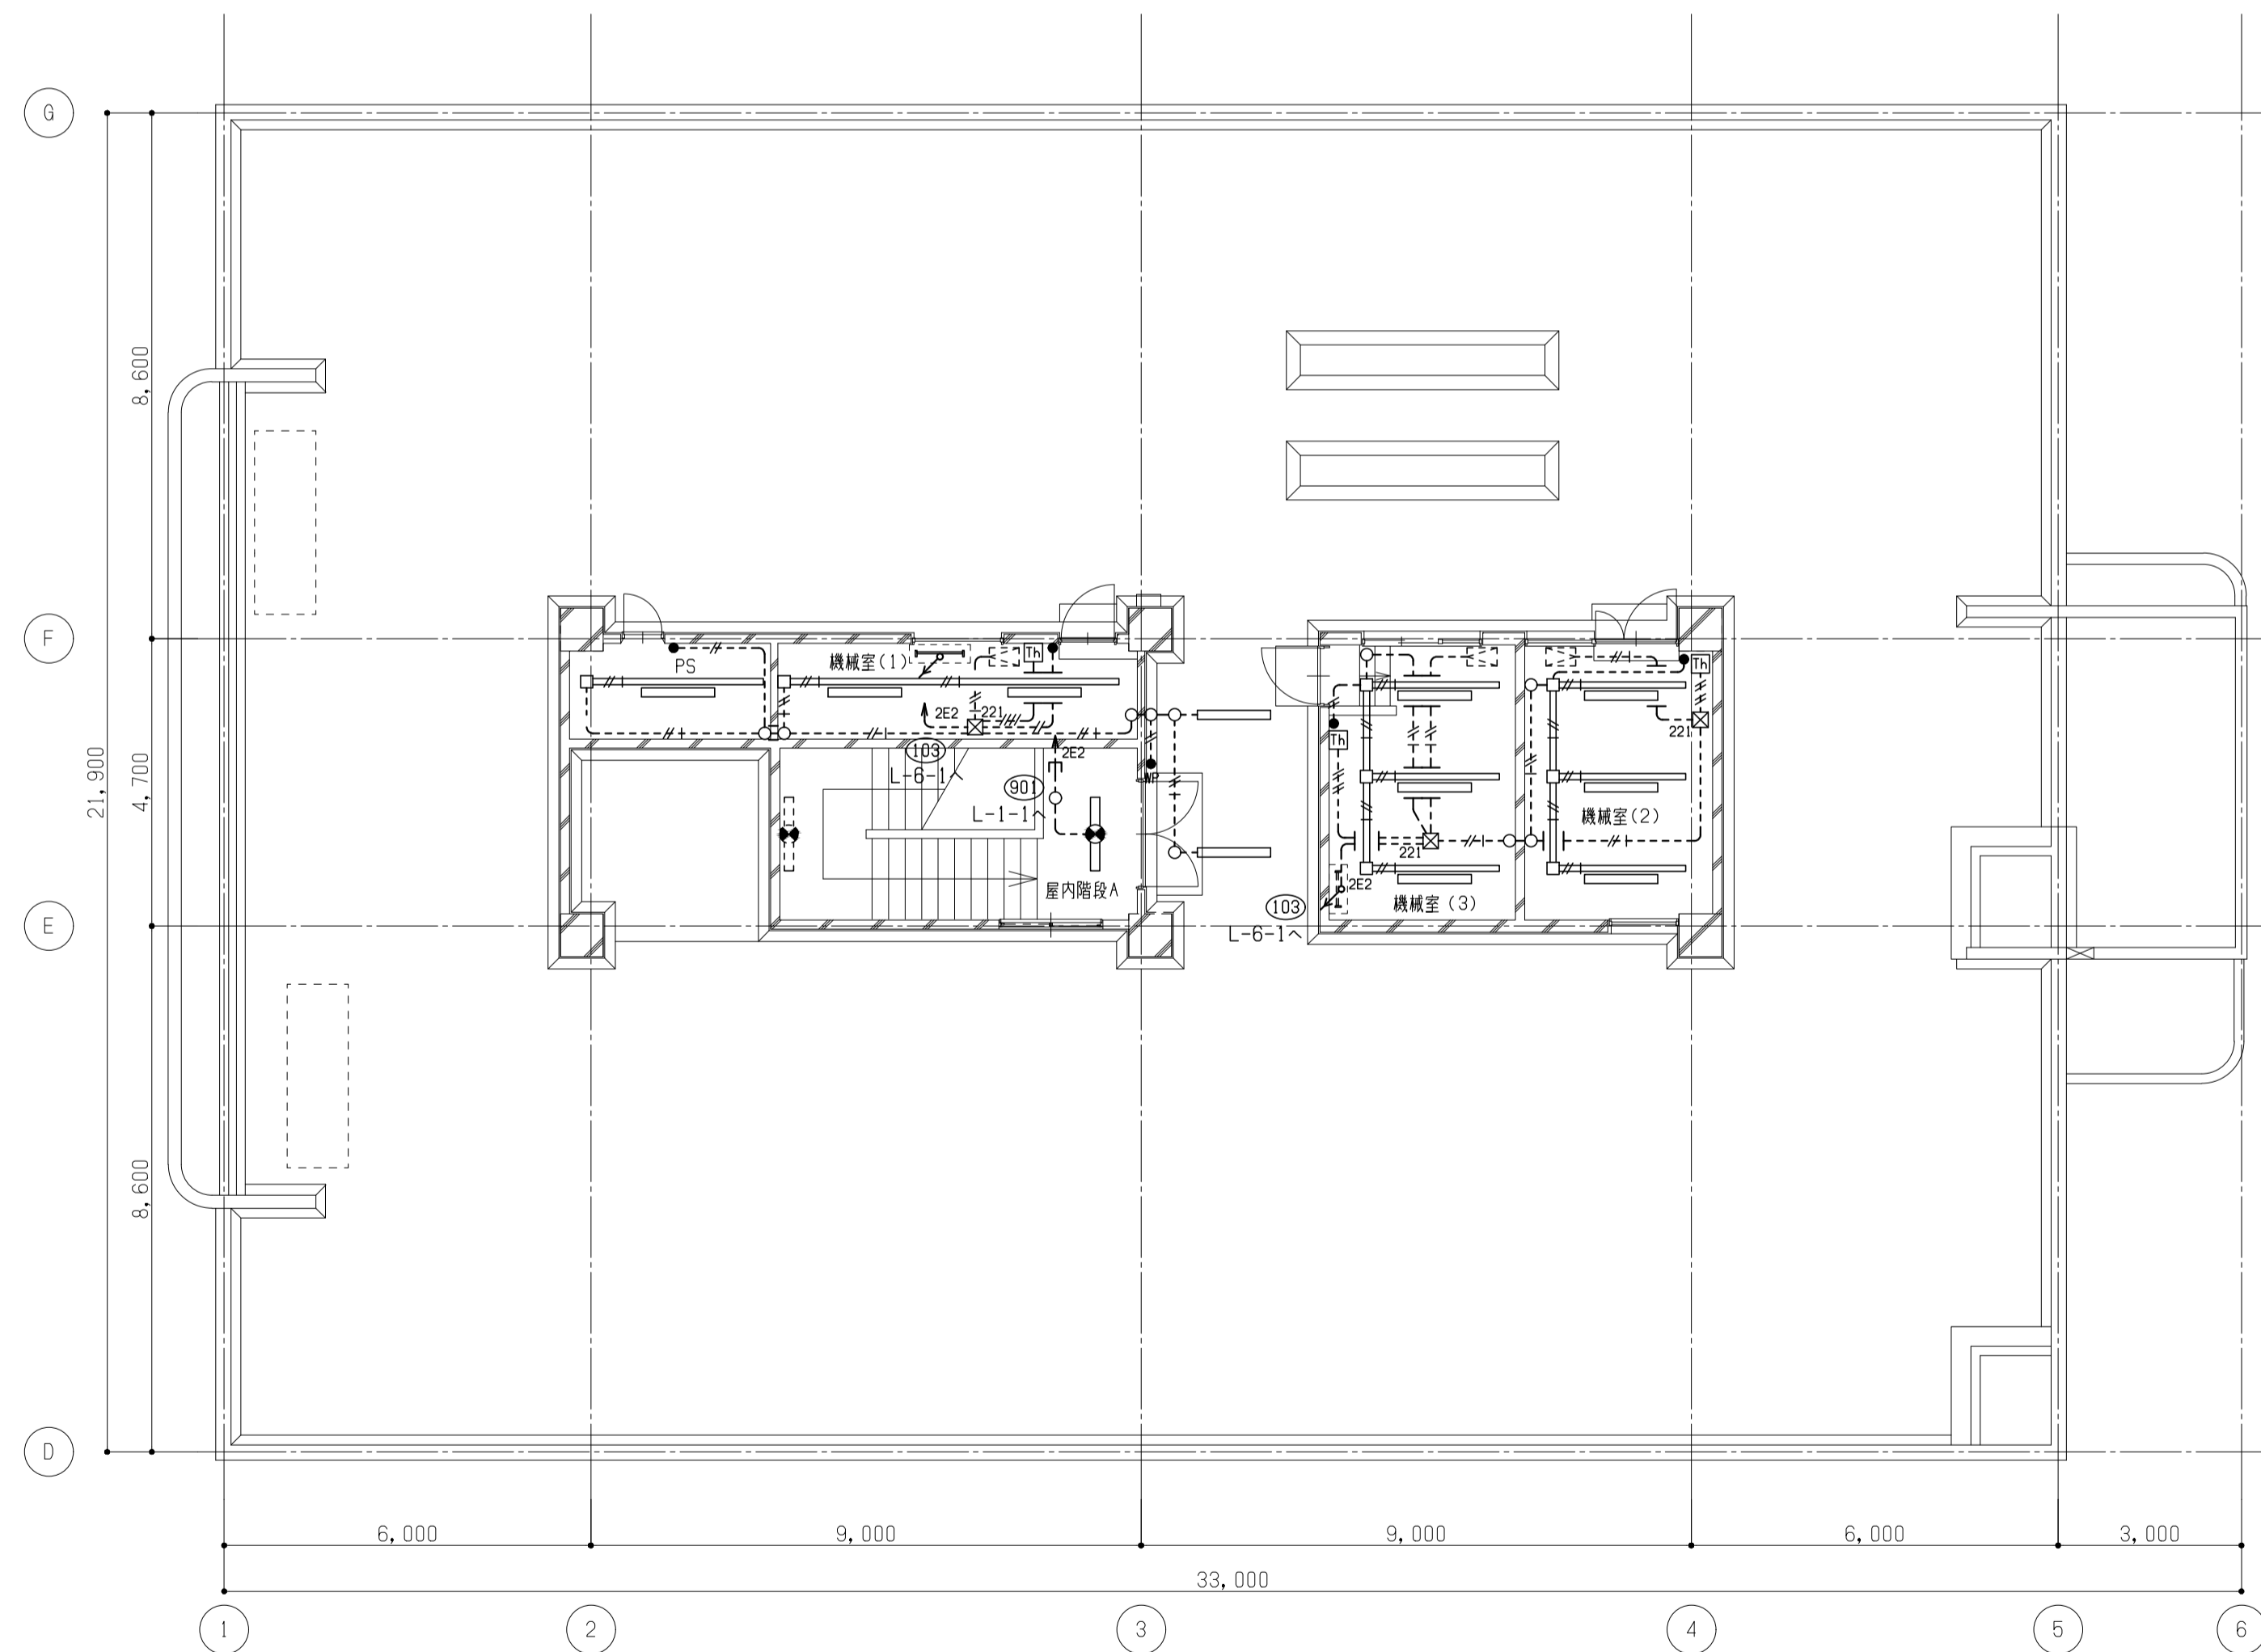 G
8,600
F
PS
機械室(1)
Th
Th
2E2
221
221
Th
103
L-6-1へ
2E2
WP
901
L-1-1へ
21,900
4,700
機械室(2)
221
2E2
屋内階段A
機械室(3)
103
L-6-1へ
E
8,600
D
6,000
9,000
9,000
6,000
3,000
33,000
1
2
3
4
5
6